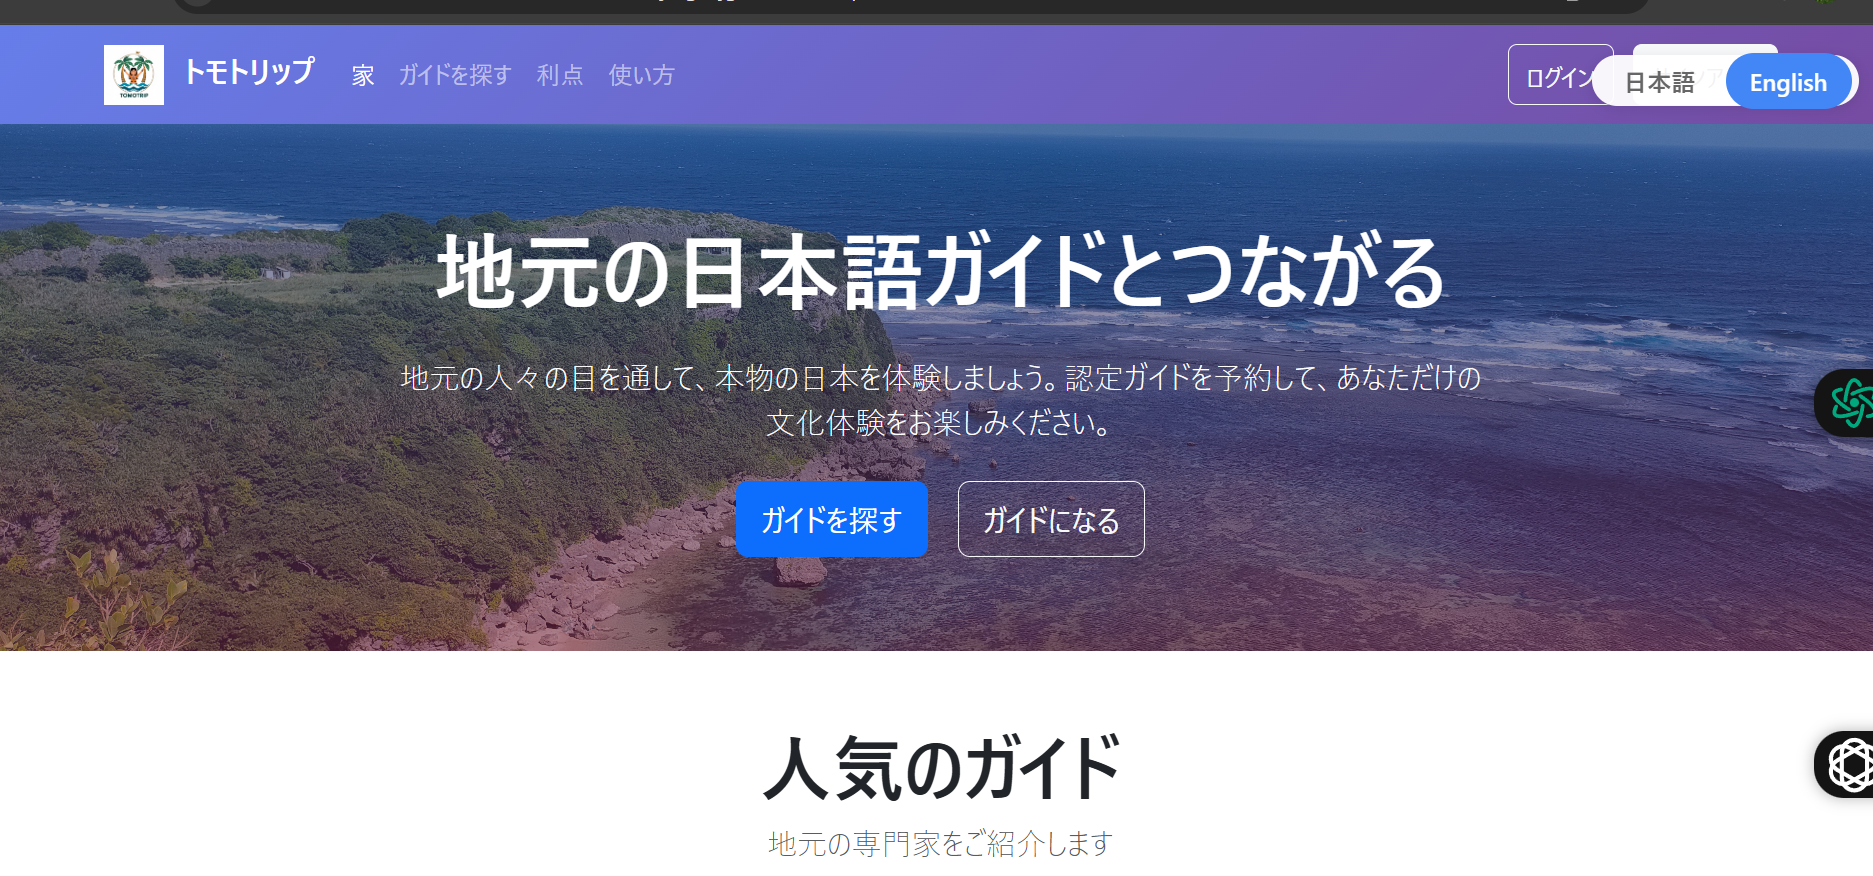 TOMOTRIP
トモトリップ 家 ガイドを探す 利点 使い方 ログイン 日本語 English
地元の日本語ガイドとつながる
地元の人々の目を通して、本物の日本を体験しましょう。認定ガイドを予約して、あなただけの
文化体験をお楽しみください。
ガイドを探す ガイドになる
人気のガイド
地元の専門家をご紹介します